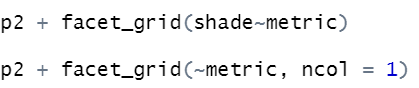 p2 + facet_grid(shade~metric)
p2 + facet_grid(~metric, ncol = 1)